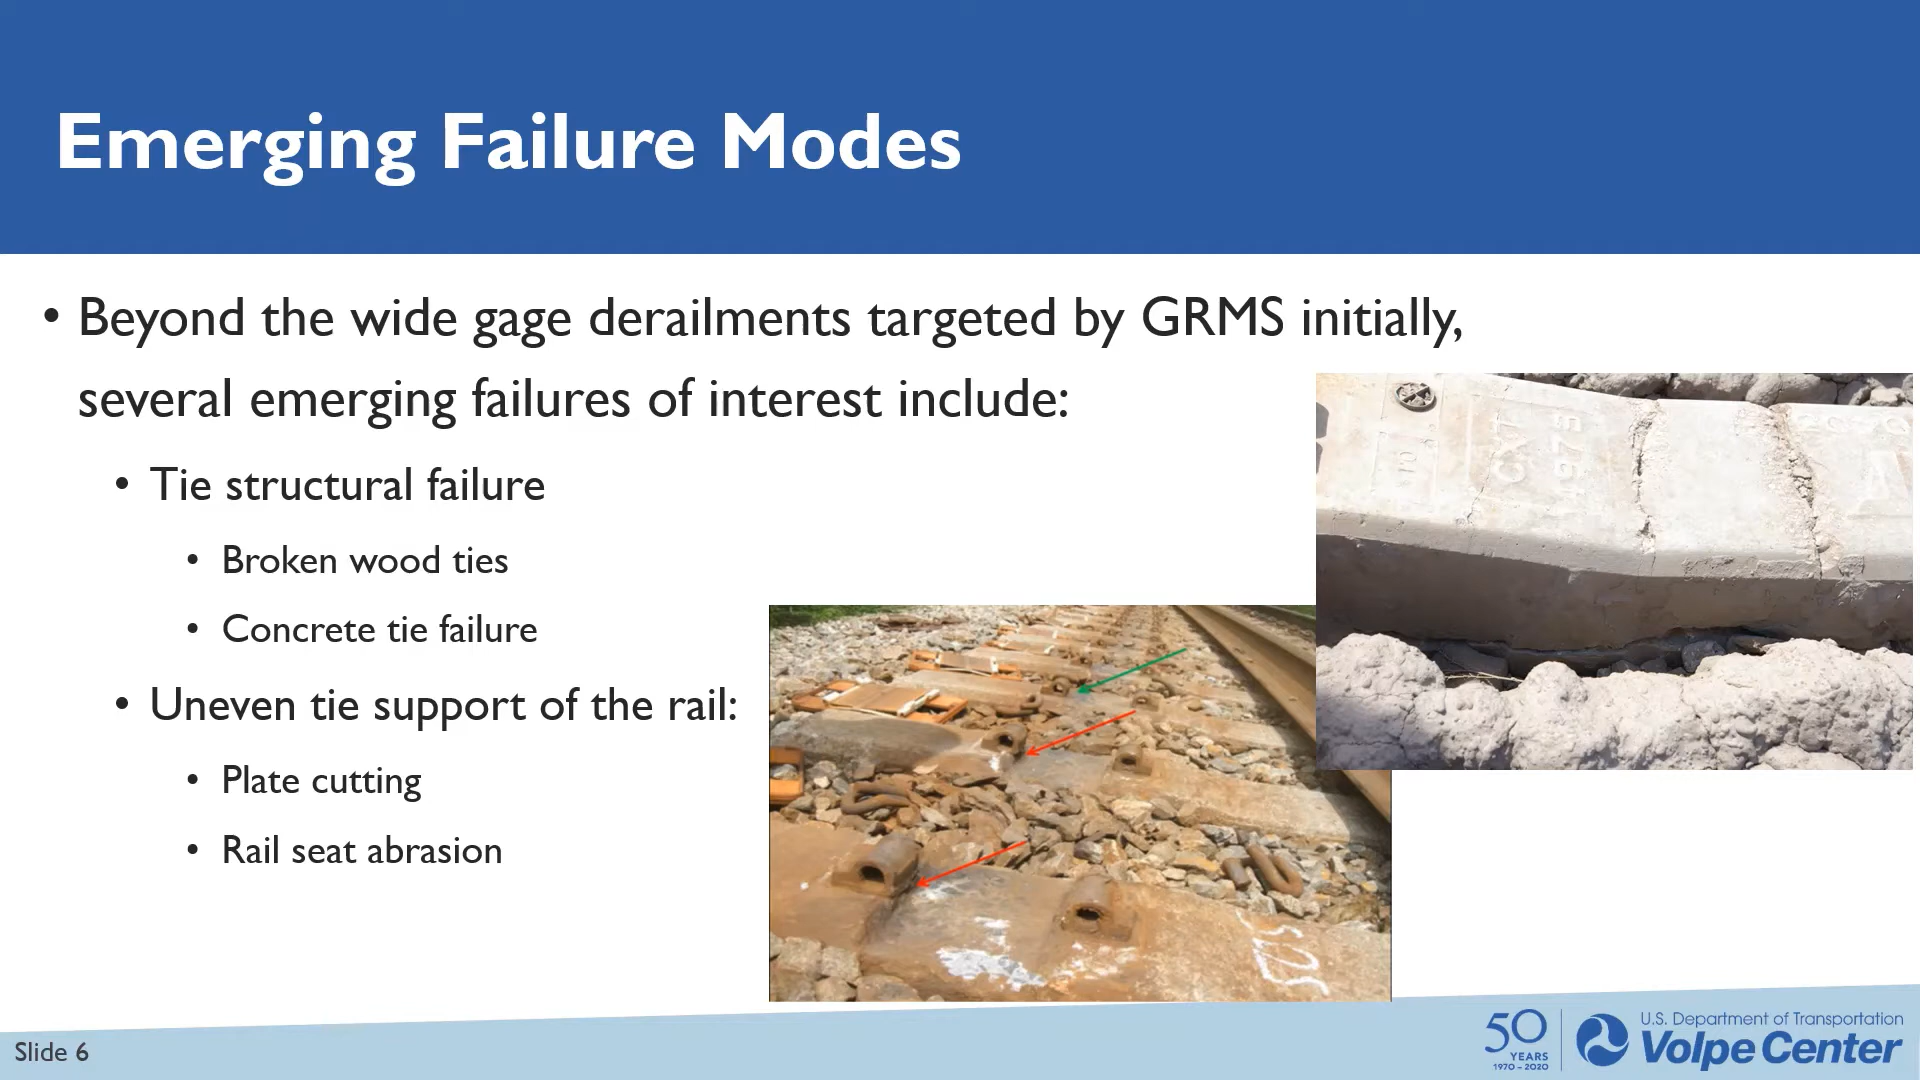 Emerging Failure Modes
• Beyond the wide gage derailments targeted by GRMS initially,
several emerging failures of interest include:
• Tie structural failure
• Broken wood ties
• Concrete tie failure
• Uneven tie support of the rail:
• Plate cutting
• Rail seat abrasion
CXT
497S
Slide 6
50
YEARS
1970 – 2020
U.S. Department of Transportation
Volpe Center